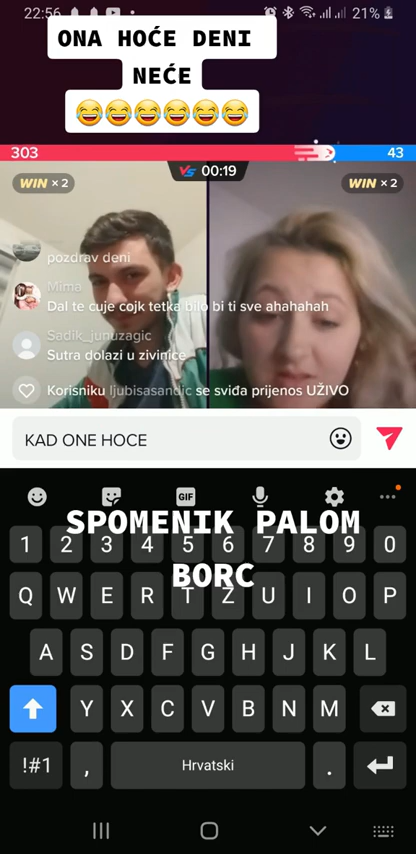 22:56
21%
ONA HOĆE DENI
NEĆE
😂😂😂😂😂😂
303
43
VS 00:19
WIN × 2
WIN × 2
pozdrav deni
Mima
Dal te cuje cojk tetka bilo bi ti sve ahahahah
Sadik_junuzagic
Sutra dolazi u zivinice
Korisniku ljubisasandic se sviđa prijenos UŽIVO
KAD ONE HOCE
GIF
SPOMENIK PALOM
BORC
1 2 3 4 5 6 7 8 9 0
Q W E R T Z U I O P
A S D F G H J K L
Y X C V B N M
!#1 , Hrvatski .